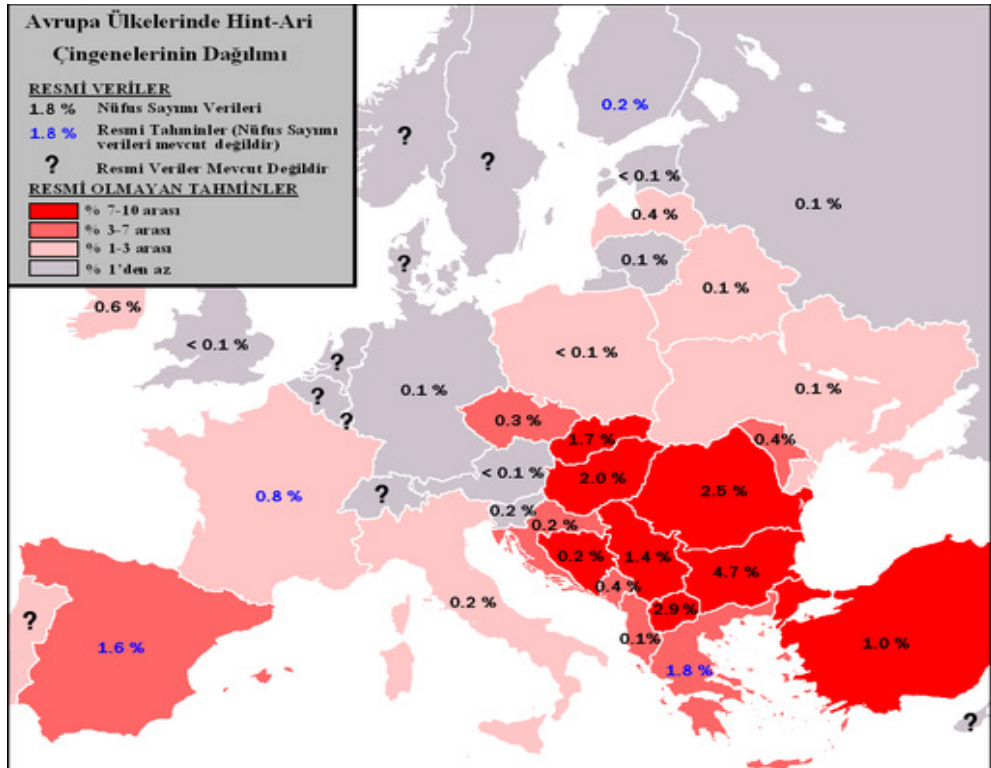 Avrupa Ülkelerinde Hint-Ari
Çingenelerinin Dağılımı
RESMİ VERİLER
1.8 % Nüfus Sayımı Verileri
1.8 % Resmi Tahminler (Nüfus Sayımı
verileri mevcut değildir)
? Resmi Veriler Mevcut Değildir
RESMİ OLMAYAN TAHMİNLER
% 7-10 arası
% 3-7 arası
% 1-3 arası
% 1'den az
0.2 %
?
?
< 0.1 %
0.1 %
0.4 %
?
0.1 %
0.1 %
0.6 %
< 0.1 %
?
< 0.1 %
0.1 %
?
0.1 %
?
0.3 %
1.7 %
0.4%
< 0.1 %
2.0 %
0.8 %
?
2.5 %
0.2 %
0.2 %
0.2 %
1.4 %
4.7 %
0.4 %
0.2 %
2.9 %
?
0.1%
1.0 %
1.6 %
1.8 %
?